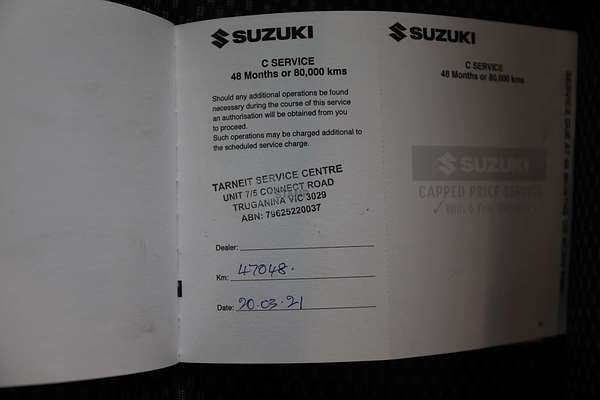 SUZUKI
C SERVICE
48 Months or 80,000 kms
Should any additional operations be found
necessary during the course of this service
an authorisation will be obtained from you
to proceed.
Such operations may be charged additional to
the scheduled service charge.
TARNEIT SERVICE CENTRE
UNIT 7/5 CONNECT ROAD
TRUGANINA VIC 3029
ABN: 79625220037
Dealer:
Km: 47048.
Date: 20.03.21
SUZUKI
C SERVICE
48 Months or 80,000 kms
SUZUKI
CAPPED PRICE SERVICE